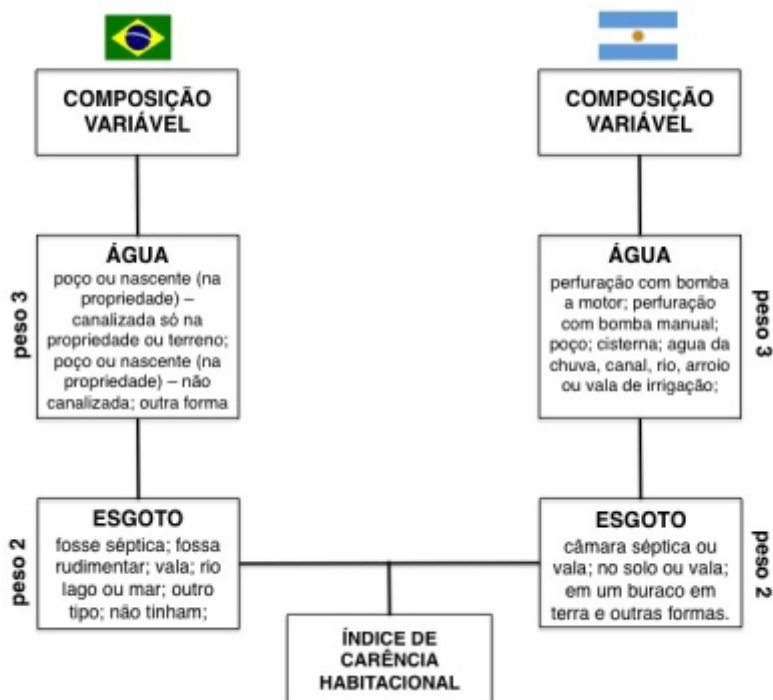 COMPOSIÇÃO
VARIÁVEL
ÁGUA
poço ou nascente (na
propriedade) –
canalizada só na
propriedade ou terreno;
poço ou nascente (na
propriedade) – não
canalizada; outra forma
peso 3
ESGOTO
fosse séptica; fossa
rudimentar; vala; rio
lago ou mar; outro
tipo; não tinham;
peso 2
COMPOSIÇÃO
VARIÁVEL
ÁGUA
perfuração com bomba
a motor; perfuração
com bomba manual;
poço; cisterna; agua da
chuva, canal, rio, arroio
ou vala de irrigação;
peso 3
ESGOTO
câmara séptica ou
vala; no solo ou vala;
em um buraco em
terra e outras formas.
peso 2
ÍNDICE DE
CARÊNCIA
HABITACIONAL